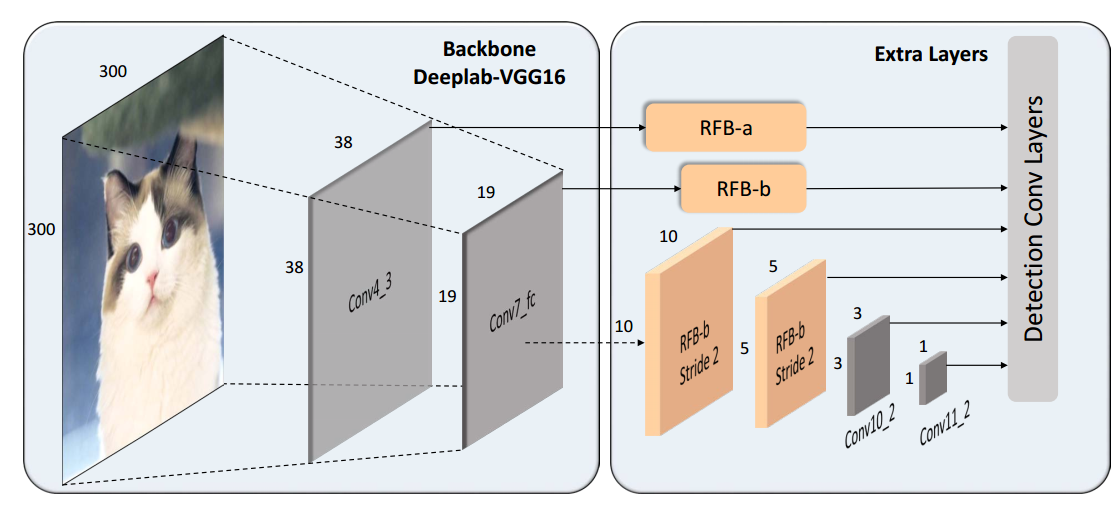 Backbone
Deeplab-VGG16
300
300
38
38
Conv4_3
19
19
Conv7_fc
Extra Layers
RFB-a
RFB-b
10
10
RFB-b
Stride 2
5
5
RFB-b
Stride 2
3
3
Conv10_2
1
1
Conv11_2
Detection Conv Layers